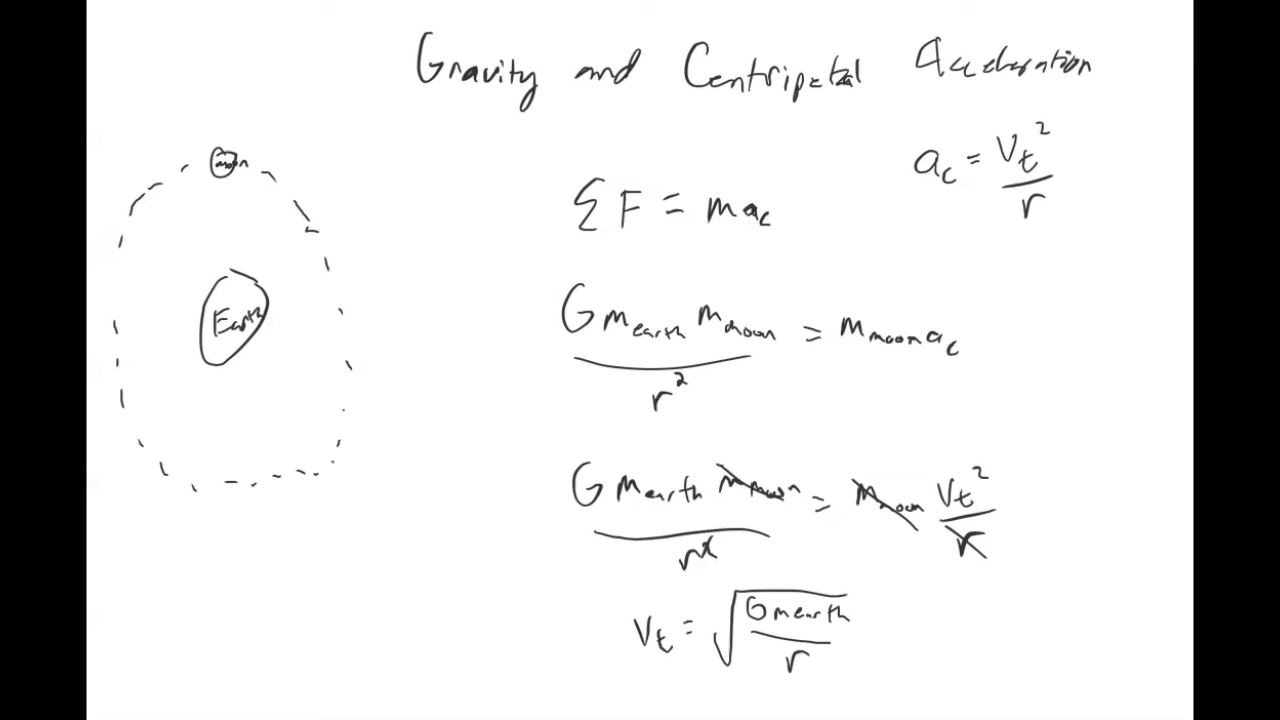 Gravity and Centripetal Acceleration
a_c = V_t^2 / r
moon
ΣF = ma_c
Earth
G m_earth m_moon / r^2 = m_moon a_c
G m_earth m_moon / r^2 = m_moon V_t^2 / r
V_t = √(G m_earth / r)